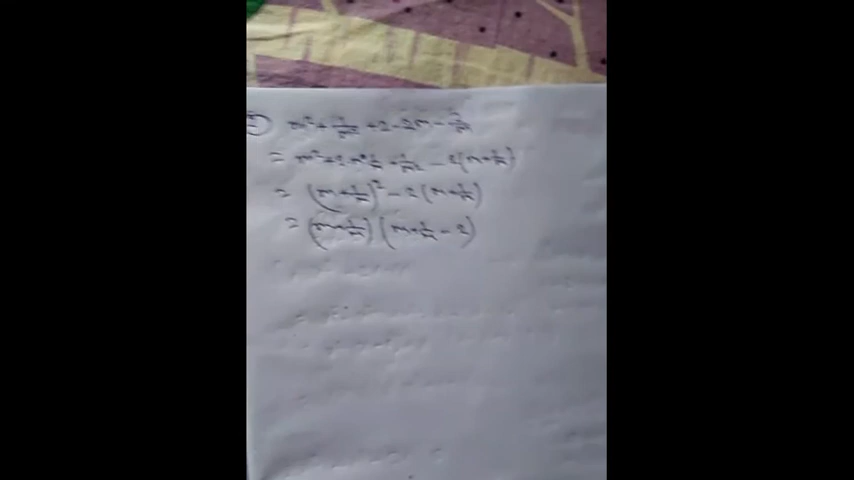 m² + 1/m² + 2 - 2m - 2/m
= m² + 2·m·1/m + 1/m² - 2(m + 1/m)
= (m + 1/m)² - 2(m + 1/m)
= (m + 1/m)(m + 1/m - 2)